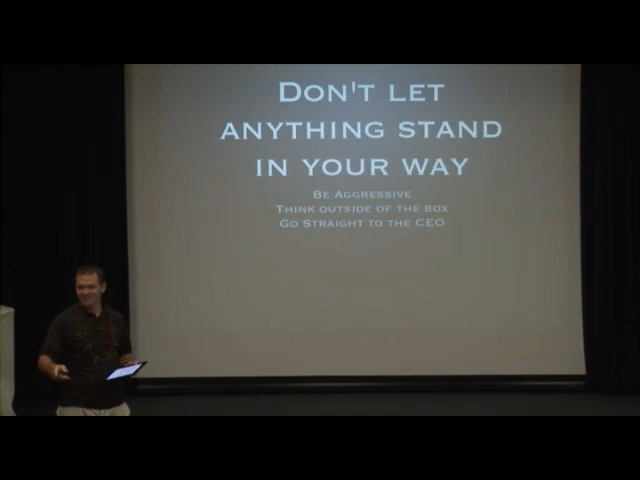 Don't let
anything stand
in your way
Be Aggressive
Think outside of the box
Go Straight to the CEO